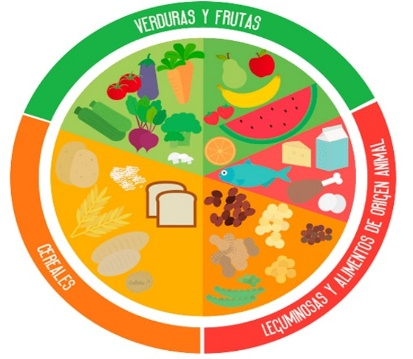 VERDURAS Y FRUTAS
CEREALES
LEGUMINOSAS Y ALIMENTOS DE ORIGEN ANIMAL